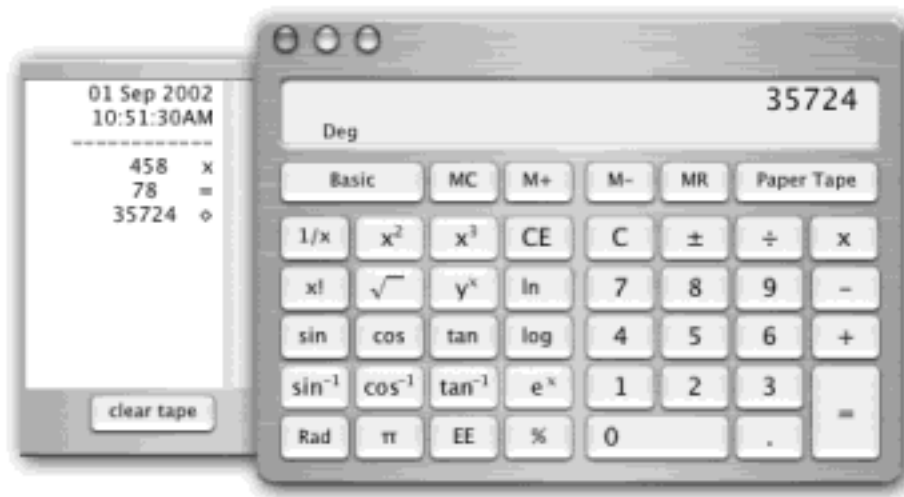 01 Sep 2002
10:51:30AM
------------
458 x
78 =
35724 ⋄
clear tape
35724
Deg
Basic MC M+ M- MR Paper Tape
1/x x² x³ CE C ± ÷ x
x! √ yˣ ln 7 8 9 -
sin cos tan log 4 5 6 +
sin⁻¹ cos⁻¹ tan⁻¹ eˣ 1 2 3
=
Rad π EE % 0 .